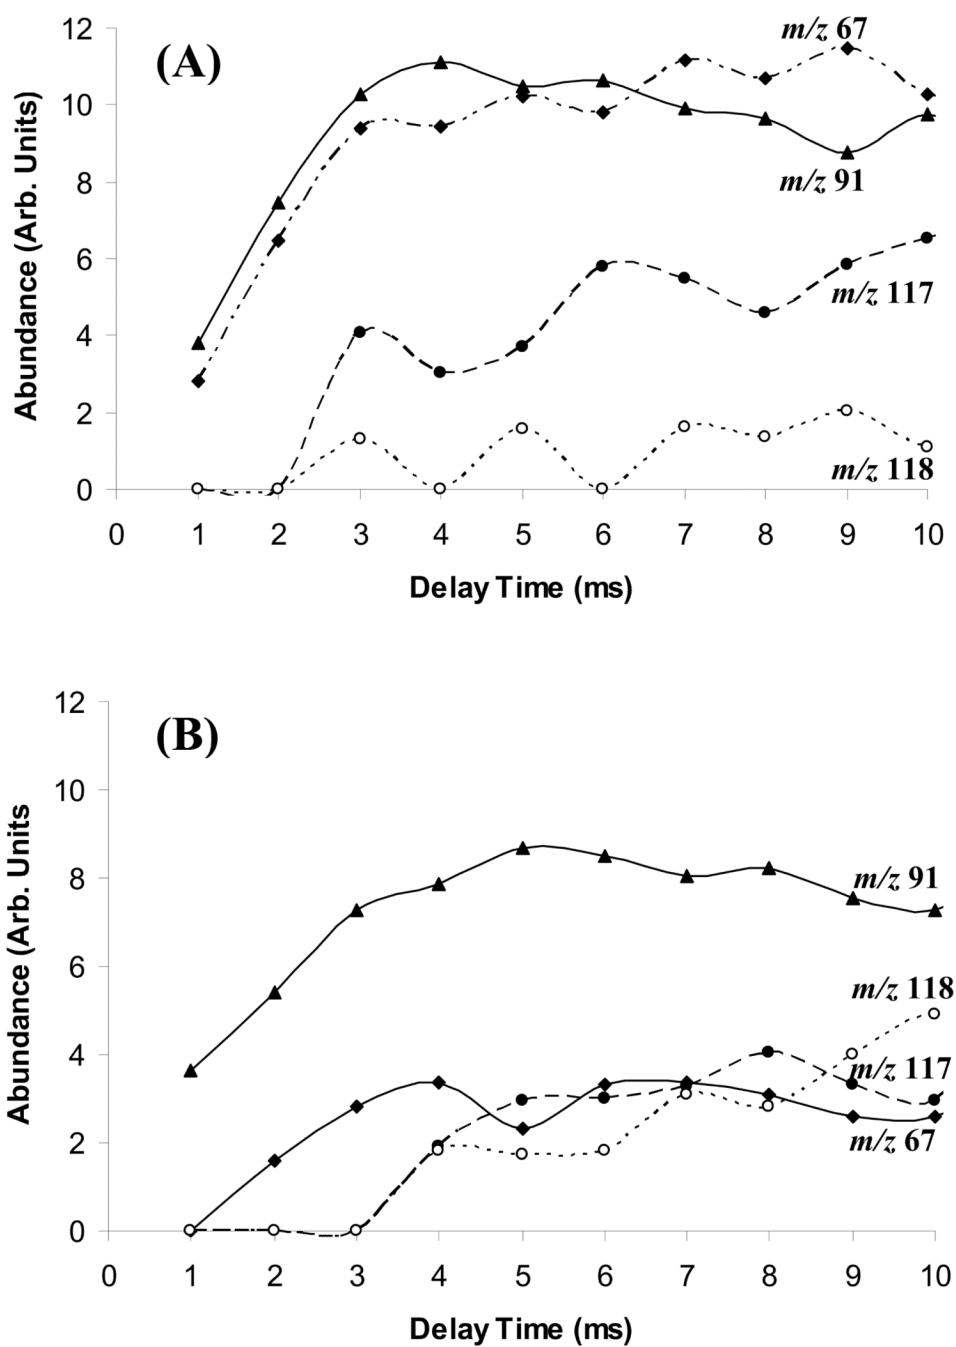 (A)
Abundance (Arb. Units)
12
10
8
6
4
2
0
m/z 67
m/z 91
m/z 117
m/z 118
0 1 2 3 4 5 6 7 8 9 10
Delay Time (ms)
(B)
Abundance (Arb. Units
12
10
8
6
4
2
0
m/z 91
m/z 118
m/z 117
m/z 67
0 1 2 3 4 5 6 7 8 9 10
Delay Time (ms)